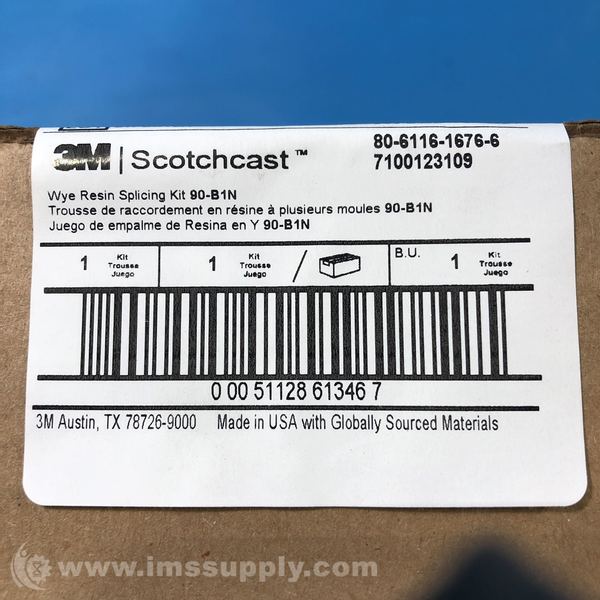 3M | Scotchcast™
80-6116-1676-6
7100123109
Wye Resin Splicing Kit 90-B1N
Trousse de raccordement en résine à plusieurs moules 90-B1N
Juego de empalme de Resina en Y 90-B1N
1 Kit Trousse Juego
1 Kit Trousse Juego /
B.U. 1 Kit Trousse Juego
0 00 51128 61346 7
3M Austin, TX 78726-9000 Made in USA with Globally Sourced Materials
www.imssupply.com